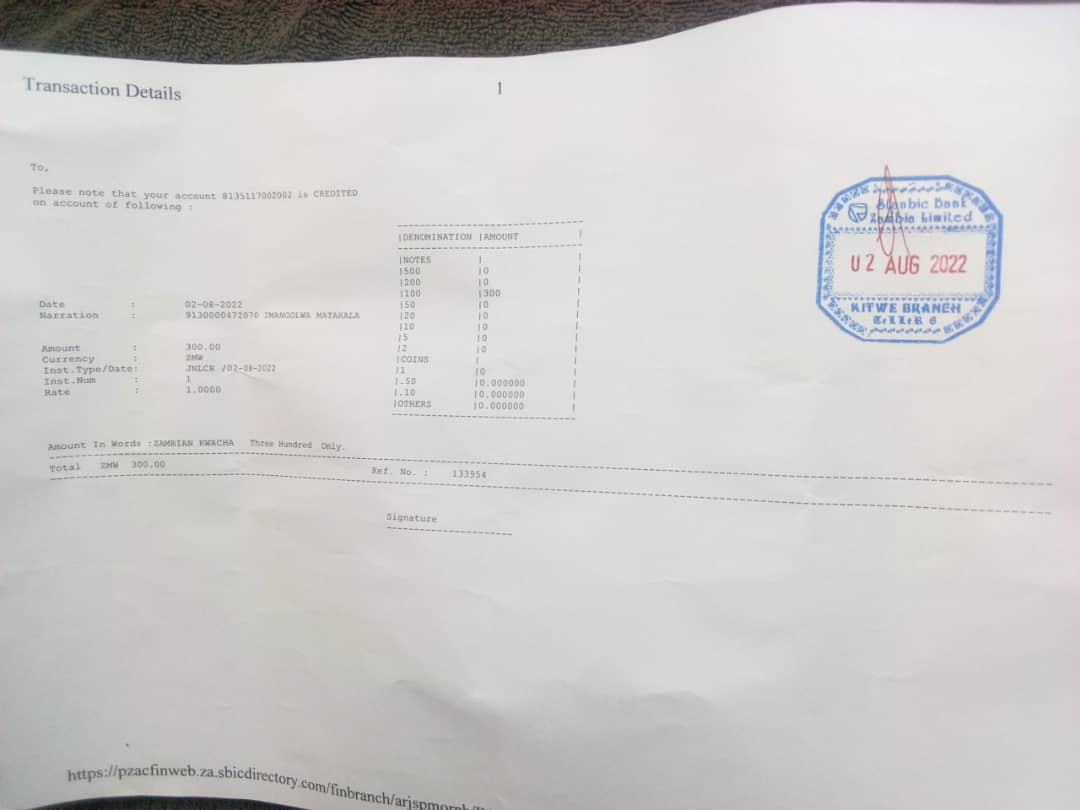 Transaction Details
1
To,
Please note that your account 8135117002002 is CREDITED
on account of following :
Date : 02-08-2022
Narration : 9130000472070 IMANGOLWA MATAKALA
Amount : 300.00
Currency : ZMW
Inst.Type/Date: JNLCR /02-08-2022
Inst.Num : 1
Rate : 1.0000
|DENOMINATION |AMOUNT |
|NOTES | |
|500 |0 |
|200 |0 |
|100 |300 |
|50 |0 |
|20 |0 |
|10 |0 |
|5 |0 |
|2 |0 |
|COINS | |
|1 |0 |
|.50 |0.000000 |
|.10 |0.000000 |
|OTHERS |0.000000 |
Amount In Words :ZAMBIAN KWACHA Three Hundred Only.
Total ZMW 300.00
Ref. No. : 133954
Signature
Stanbic Bank
Zambia Limited
02 AUG 2022
KITWE BRANCH
TeLLeR 6
https://pzacfinweb.za.sbicdirectory.com/finbranch/arjspmorph